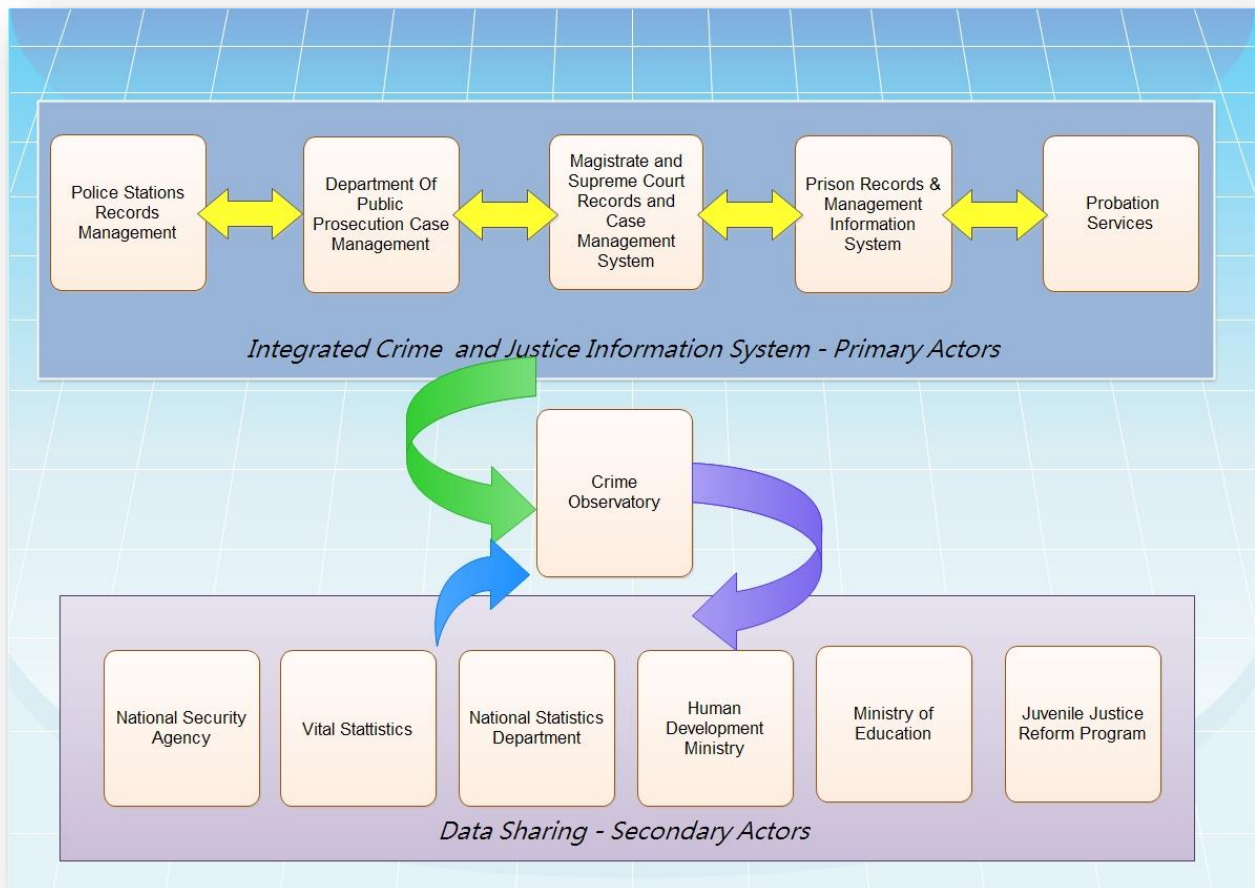 Police Stations
Records
Management
Department Of
Public
Prosecution Case
Management
Magistrate and
Supreme Court
Records and
Case
Management
System
Prison Records &
Management
Information
System
Probation
Services
Integrated Crime and Justice Information System - Primary Actors
Crime
Observatory
National Security
Agency
Vital Stattistics
National Statistics
Department
Human
Development
Ministry
Ministry of
Education
Juvenile Justice
Reform Program
Data Sharing - Secondary Actors